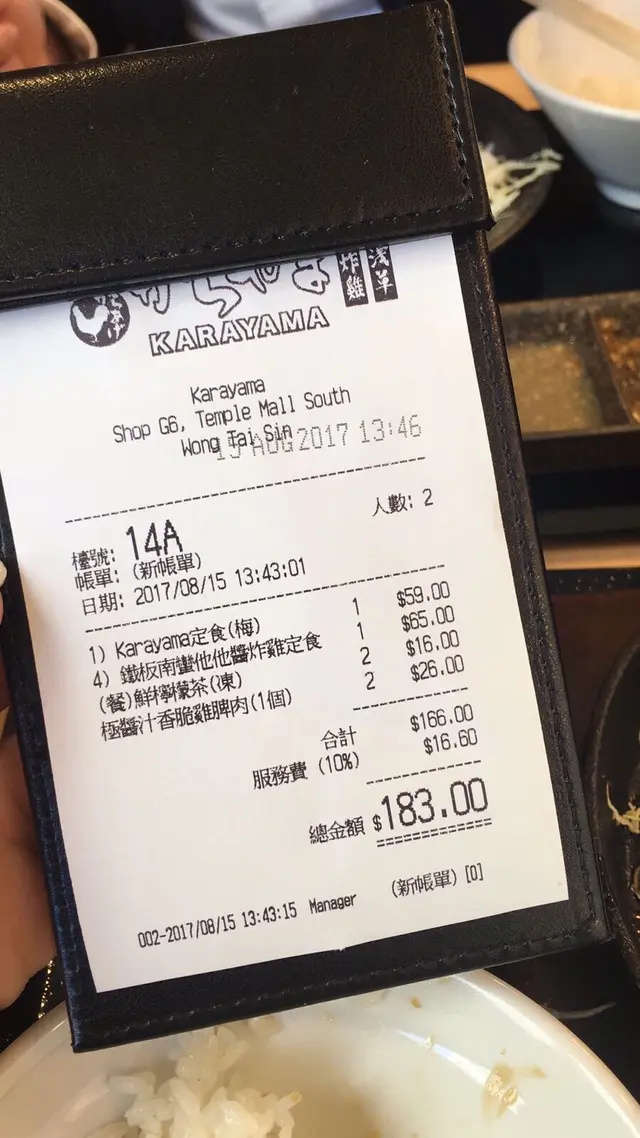 からやま
炸雞
浅草
KARAYAMA
Karayama
Shop G6, Temple Mall South
Wong Tai Sin
15 AUG 2017 13:46
檯號: 14A
人數: 2
帳單: (新帳單)
日期: 2017/08/15 13:43:01
1) Karayama定食(梅) 1 $59.00
4) 鐵板南蠻他他醬炸雞定食 1 $65.00
(餐)鮮檸檬茶(凍) 2 $16.00
極醬汁香脆雞脾肉(1個) 2 $26.00
合計 $166.00
服務費 (10%) $16.60
總金額 $183.00
(新帳單) [0]
002-2017/08/15 13:43:15 Manager